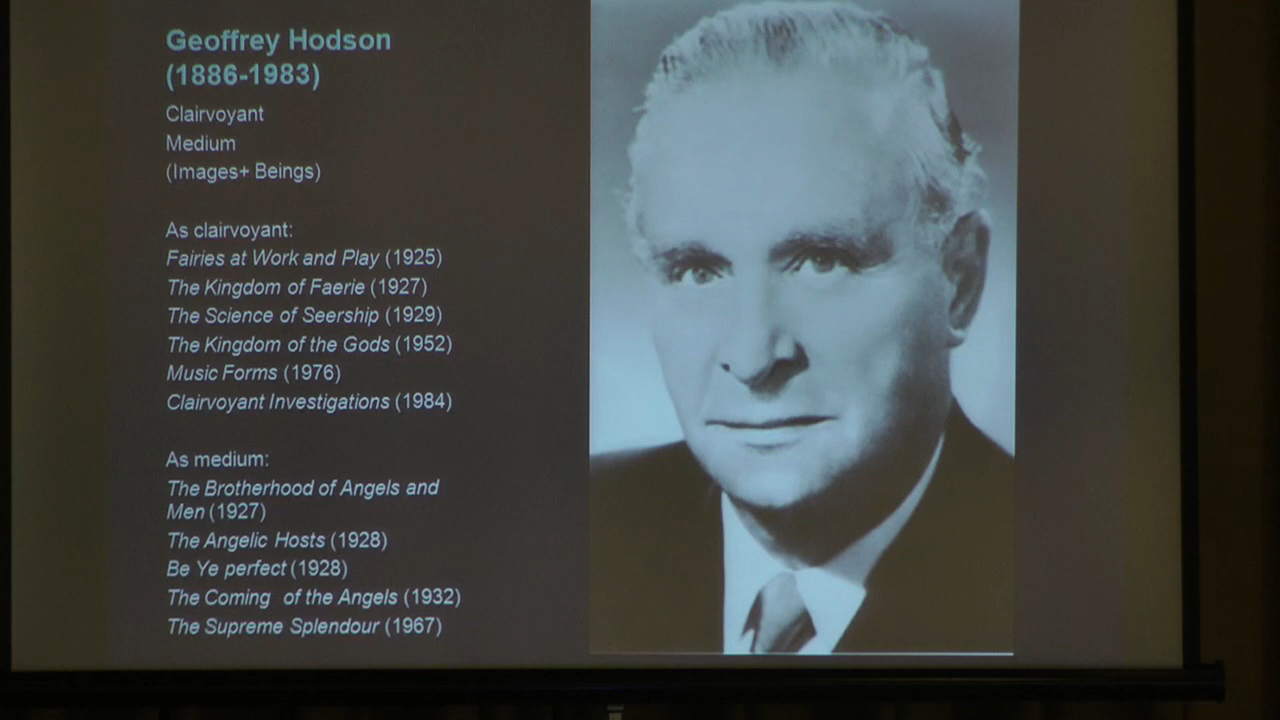 Geoffrey Hodson
(1886-1983)
Clairvoyant
Medium
(Images+ Beings)
As clairvoyant:
Fairies at Work and Play (1925)
The Kingdom of Faerie (1927)
The Science of Seership (1929)
The Kingdom of the Gods (1952)
Music Forms (1976)
Clairvoyant Investigations (1984)
As medium:
The Brotherhood of Angels and
Men (1927)
The Angelic Hosts (1928)
Be Ye perfect (1928)
The Coming of the Angels (1932)
The Supreme Splendour (1967)